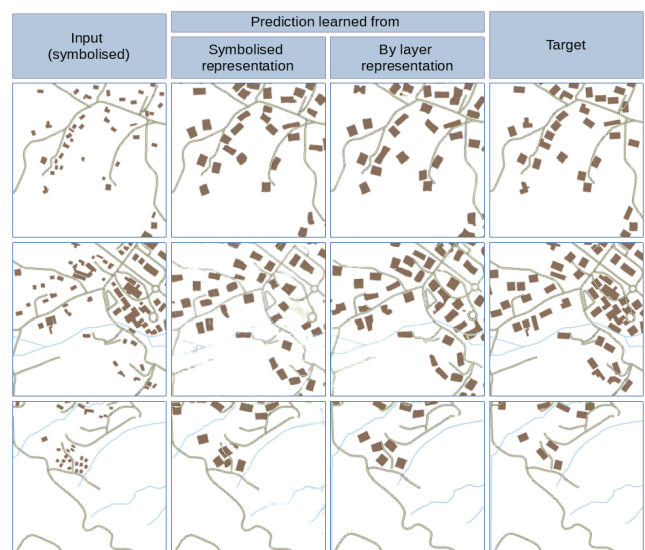 Input
(symbolised)
Prediction learned from
Symbolised
representation
By layer
representation
Target